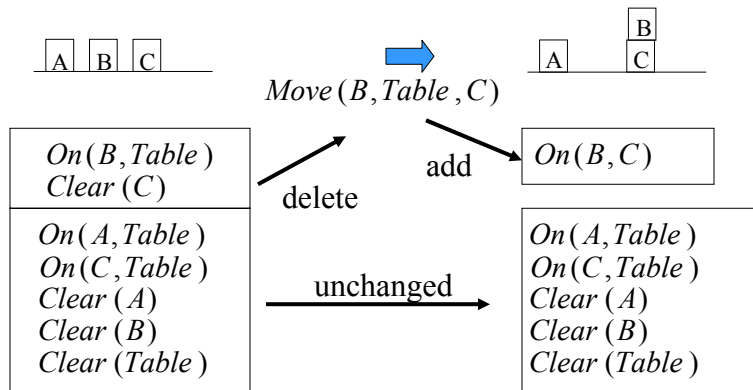 A B C
B
A C
Move(B,Table,C)
On(B,Table)
Clear(C)
delete
add
On(B,C)
On(A,Table)
On(C,Table)
Clear(A)
Clear(B)
Clear(Table)
unchanged
On(A,Table)
On(C,Table)
Clear(A)
Clear(B)
Clear(Table)